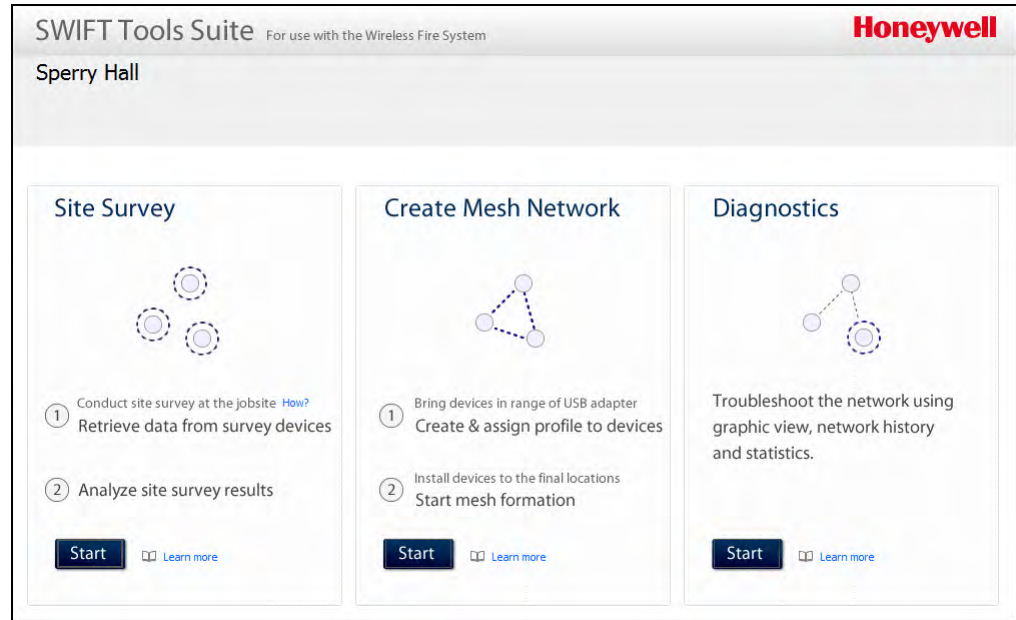 SWIFT Tools Suite For use with the Wireless Fire System
Honeywell
Sperry Hall
Site Survey
1 Conduct site survey at the jobsite How?
Retrieve data from survey devices
2 Analyze site survey results
Start Learn more
Create Mesh Network
1 Bring devices in range of USB adapter
Create & assign profile to devices
2 Install devices to the final locations
Start mesh formation
Start Learn more
Diagnostics
Troubleshoot the network using
graphic view, network history
and statistics.
Start Learn more